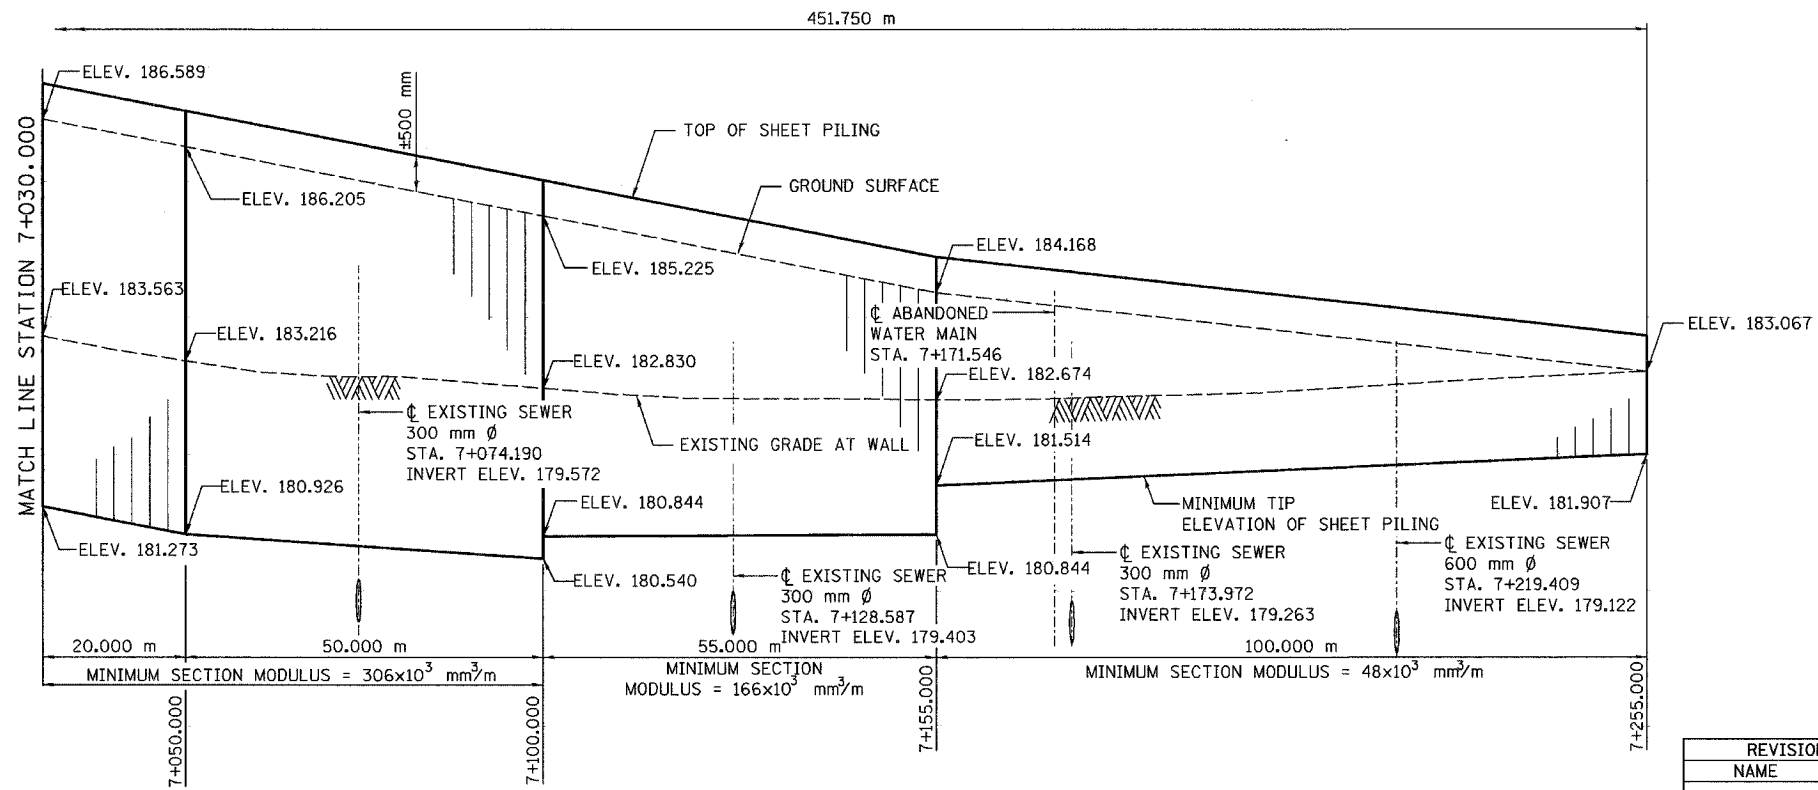 451.750 m
ELEV. 186.589
±500 mm
TOP OF SHEET PILING
GROUND SURFACE
ELEV. 186.205
MATCH LINE STATION 7+030.000
ELEV. 185.225
ELEV. 184.168
ELEV. 183.563
℄ ABANDONED
WATER MAIN
STA. 7+171.546
ELEV. 183.067
ELEV. 183.216
ELEV. 182.830
ELEV. 182.674
℄ EXISTING SEWER
300 mm Ø
STA. 7+074.190
INVERT ELEV. 179.572
EXISTING GRADE AT WALL
ELEV. 181.514
ELEV. 180.926
ELEV. 180.844
MINIMUM TIP
ELEVATION OF SHEET PILING
ELEV. 181.907
ELEV. 181.273
ELEV. 180.540
℄ EXISTING SEWER
300 mm Ø
STA. 7+128.587
INVERT ELEV. 179.403
ELEV. 180.844
℄ EXISTING SEWER
300 mm Ø
STA. 7+173.972
INVERT ELEV. 179.263
℄ EXISTING SEWER
600 mm Ø
STA. 7+219.409
INVERT ELEV. 179.122
20.000 m
50.000 m
55.000 m
100.000 m
MINIMUM SECTION MODULUS = 306x10³ mm³/m
MINIMUM SECTION
MODULUS = 166x10³ mm³/m
MINIMUM SECTION MODULUS = 48x10³ mm³/m
7+050.000
7+100.000
7+155.000
7+255.000
REVISION
NAME